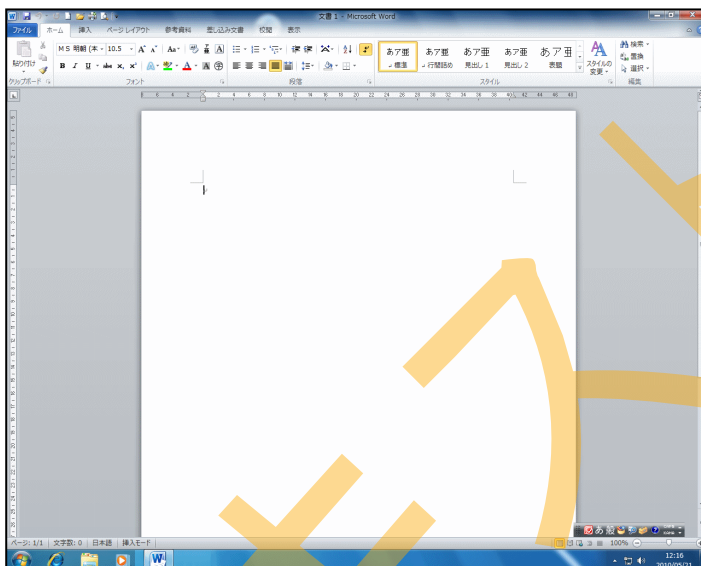 文書 1 - Microsoft Word
ファイル ホーム 挿入 ページ レイアウト 参考資料 差し込み文書 校閲 表示
MS 明朝 (本 10.5
検索
置換
選択
あア亜 あア亜 あア亜 あア亜 あア亜
貼り付け
標準 行間詰め 見出し 1 見出し 2 表題
スタイルの
変更
クリップボード フォント 段落 スタイル 編集
あ 般
ページ: 1/1 文字数: 0 日本語 挿入モード 100%
12:16
2010/05/21